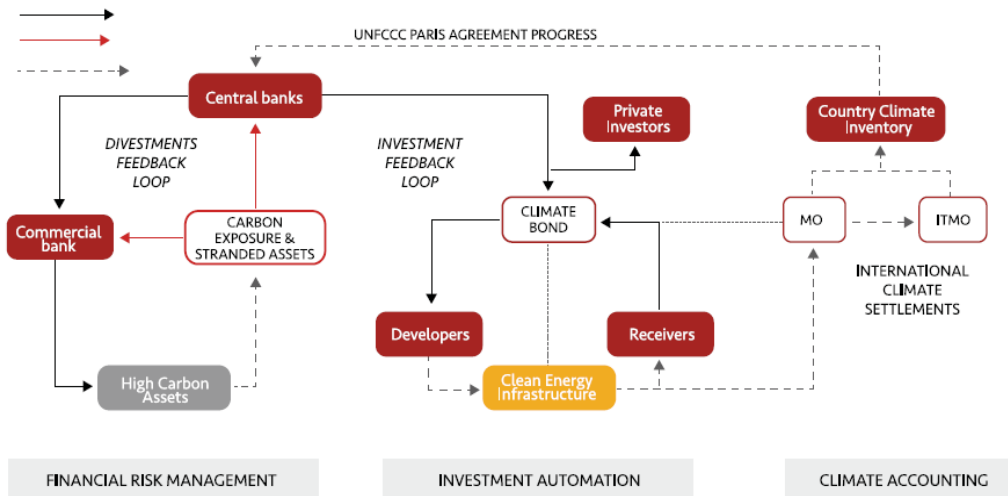 UNFCCC PARIS AGREEMENT PROGRESS
Central banks
Private
Investors
Country Climate
Inventory
DIVESTMENTS
FEEDBACK
LOOP
INVESTMENT
FEEDBACK
LOOP
Commercial
bank
CARBON
EXPOSURE &
STRANDED ASSETS
CLIMATE
BOND
MO
ITMO
INTERNATIONAL
CLIMATE
SETTLEMENTS
Developers
Receivers
High Carbon
Assets
Clean Energy
Infrastructure
FINANCIAL RISK MANAGEMENT
INVESTMENT AUTOMATION
CLIMATE ACCOUNTING